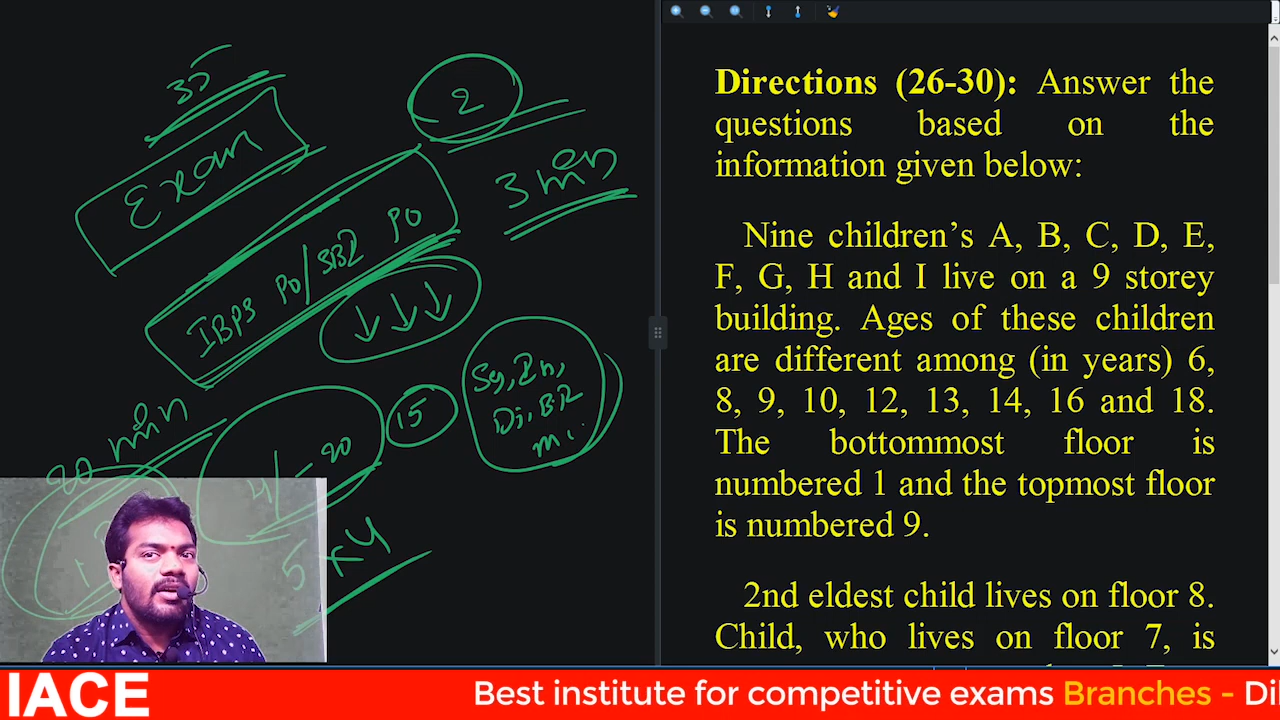 35
Exam
2
3 min
IBPS PO/SBI PO
20 min
4/-20
15
Sy, In,
Di, BR
5 x4
Directions (26-30): Answer the
questions based on the
information given below:
Nine children's A, B, C, D, E,
F, G, H and I live on a 9 storey
building. Ages of these children
are different among (in years) 6,
8, 9, 10, 12, 13, 14, 16 and 18.
The bottommost floor is
numbered 1 and the topmost floor
is numbered 9.
2nd eldest child lives on floor 8.
Child, who lives on floor 7, is
IACE
Best institute for competitive exams Branches - Di